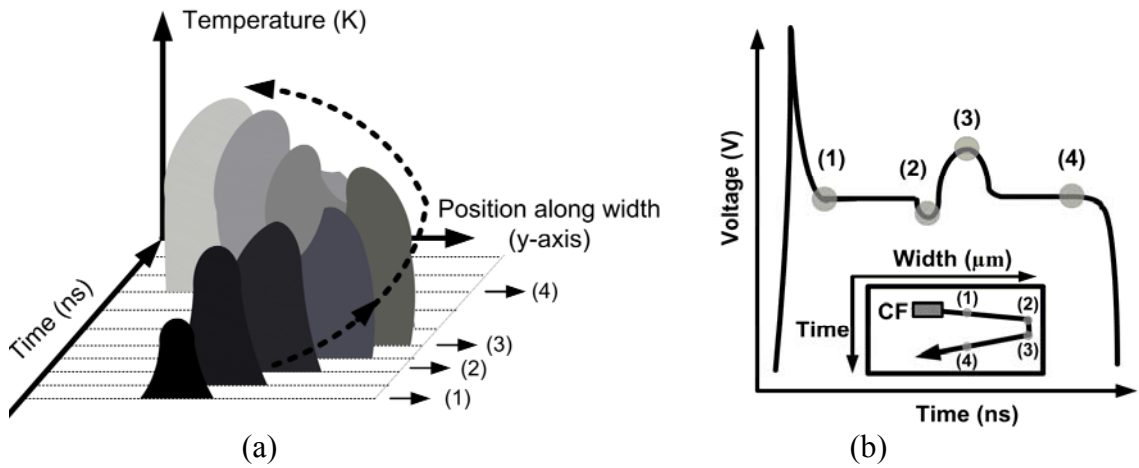 Temperature (K)
Position along width
(y-axis)
Time (ns)
(4)
(3)
(2)
(1)
(a)
Voltage (V)
(1)
(2)
(3)
(4)
Width (µm)
Time
CF
(1)
(2)
(3)
(4)
Time (ns)
(b)